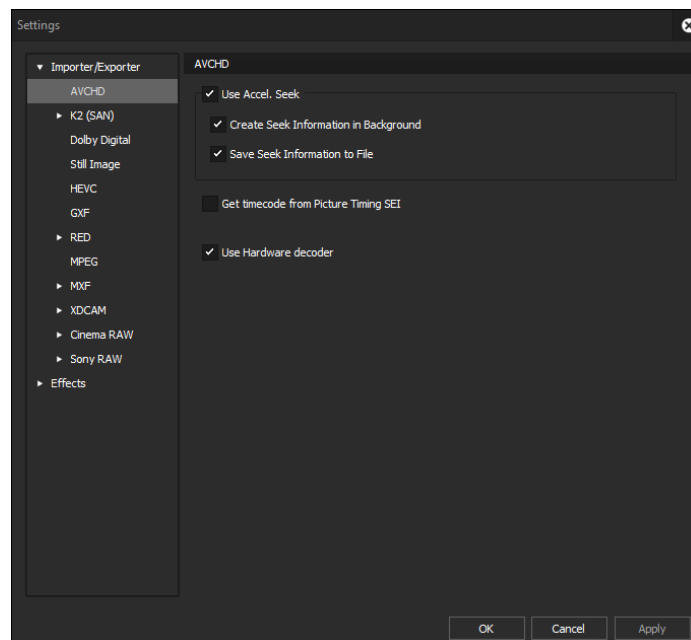 Settings
Importer/Exporter
AVCHD
K2 (SAN)
Dolby Digital
Still Image
HEVC
GXF
RED
MPEG
MXF
XDCAM
Cinema RAW
Sony RAW
Effects
AVCHD
Use Accel. Seek
Create Seek Information in Background
Save Seek Information to File
Get timecode from Picture Timing SEI
Use Hardware decoder
OK
Cancel
Apply